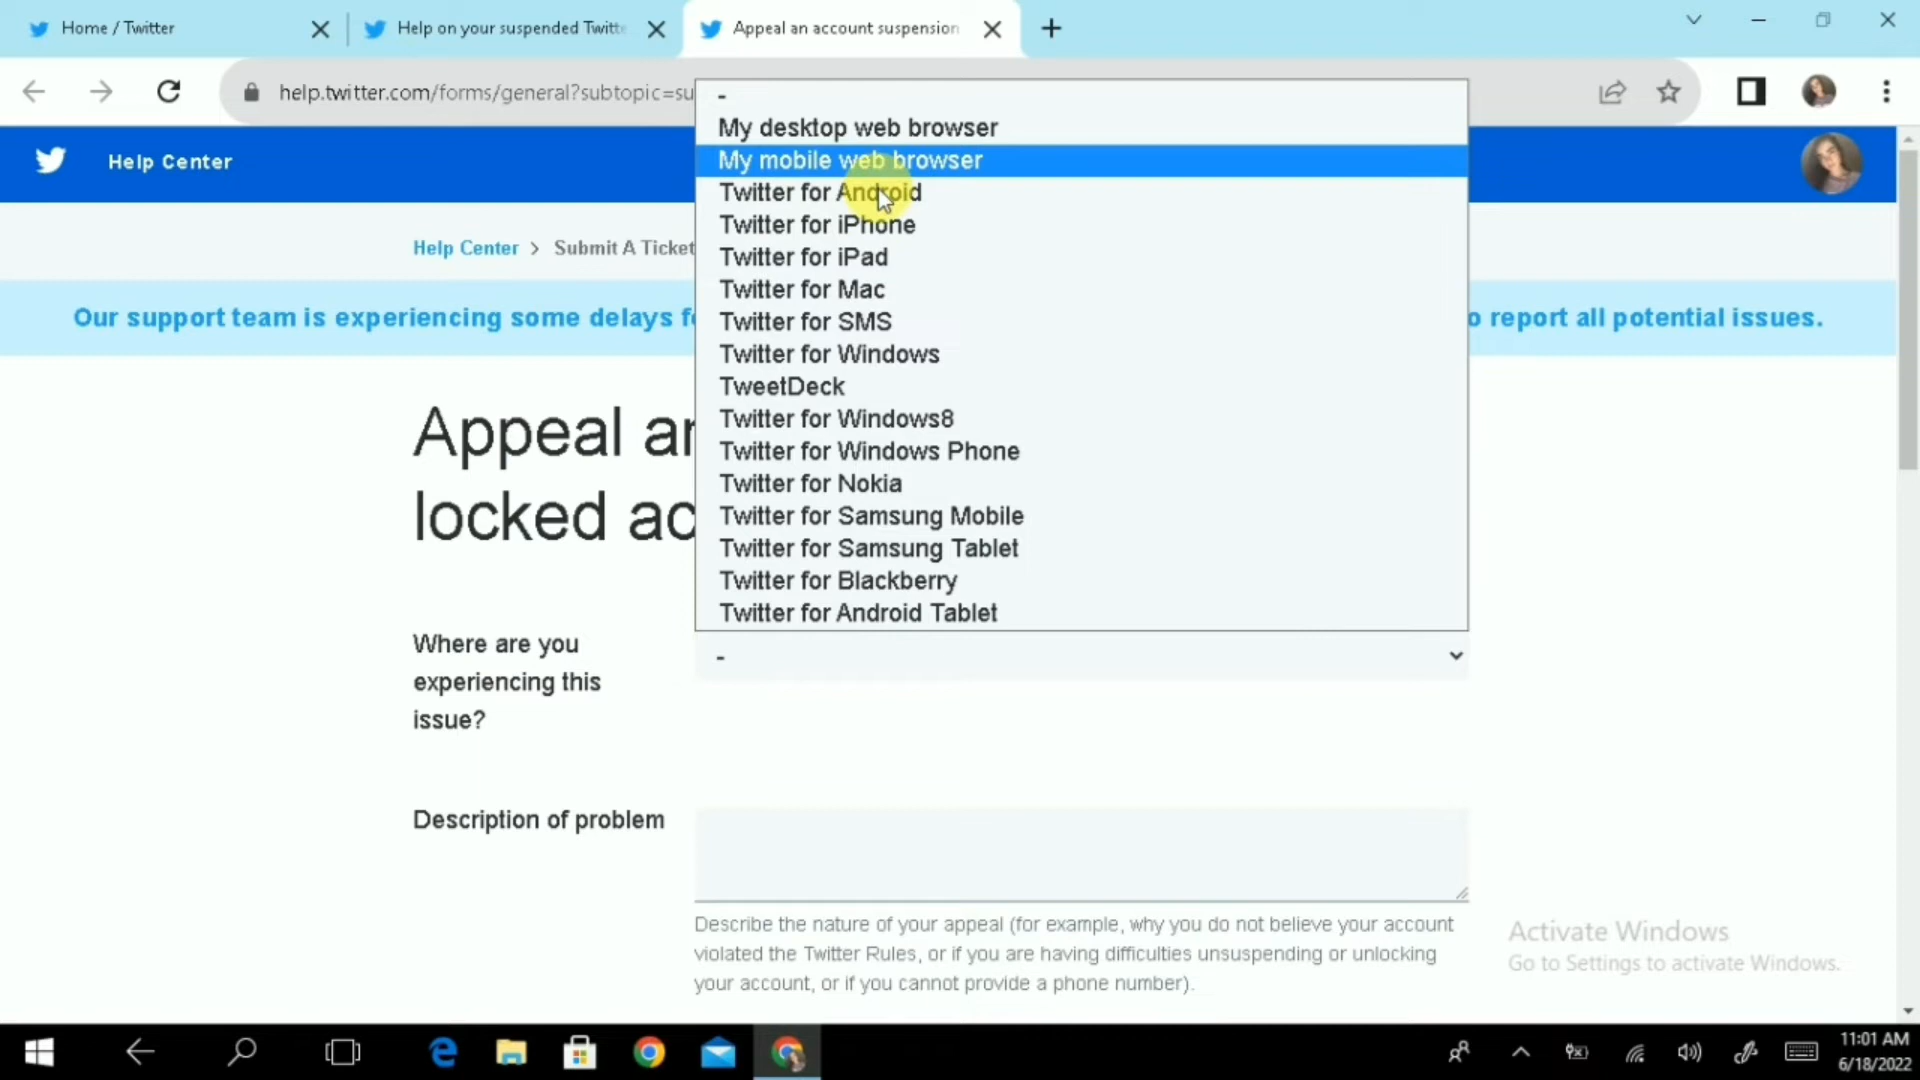 Home / Twitter
Help on your suspended Twitte
Appeal an account suspension
help.twitter.com/forms/general?subtopic=su
Help Center
Help Center > Submit A Ticket
Our support team is experiencing some delays fo
o report all potential issues.
Appeal an
locked ac
-
My desktop web browser
My mobile web browser
Twitter for Android
Twitter for iPhone
Twitter for iPad
Twitter for Mac
Twitter for SMS
Twitter for Windows
TweetDeck
Twitter for Windows8
Twitter for Windows Phone
Twitter for Nokia
Twitter for Samsung Mobile
Twitter for Samsung Tablet
Twitter for Blackberry
Twitter for Android Tablet
Where are you
experiencing this
issue?
-
Description of problem
Describe the nature of your appeal (for example, why you do not believe your account
violated the Twitter Rules, or if you are having difficulties unsuspending or unlocking
your account, or if you cannot provide a phone number).
Activate Windows
Go to Settings to activate Windows.
11:01 AM
6/18/2022